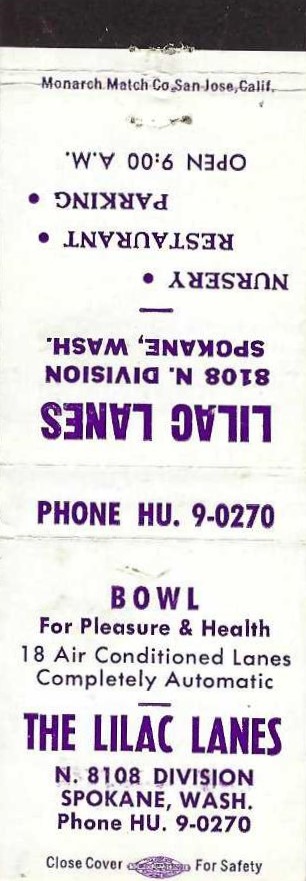 Monarch Match Co., San Jose, Calif.
LILAC LANES
8108 N. DIVISION
SPOKANE, WASH.
NURSERY •
RESTAURANT •
PARKING •
OPEN 9:00 A.M.
PHONE HU. 9-0270
BOWL
For Pleasure & Health
18 Air Conditioned Lanes
Completely Automatic
THE LILAC LANES
N. 8108 DIVISION
SPOKANE, WASH.
Phone HU. 9-0270
Close Cover For Safety